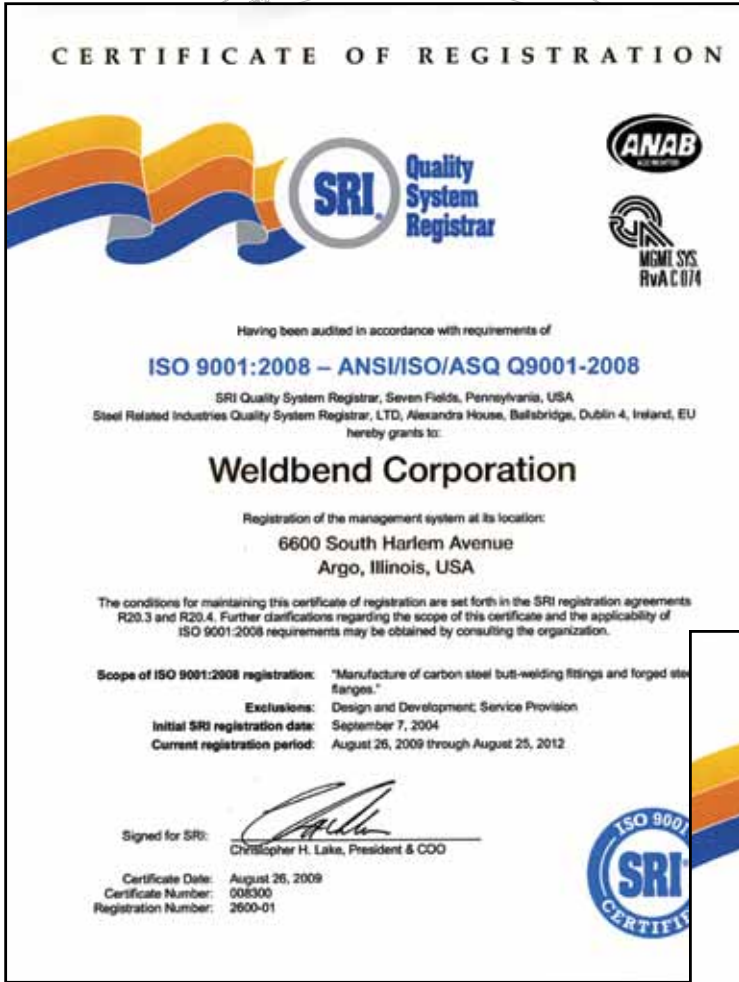 CERTIFICATE OF REGISTRATION
SRI
Quality
System
Registrar
ANAB
MGMT. SYS.
RvA C 074
Having been audited in accordance with requirements of
ISO 9001:2008 – ANSI/ISO/ASQ Q9001-2008
SRI Quality System Registrar, Seven Fields, Pennsylvania, USA
Steel Related Industries Quality System Registrar, LTD, Alexandra House, Ballsbridge, Dublin 4, Ireland, EU
hereby grants to:
Weldbend Corporation
Registration of the management system at its location:
6600 South Harlem Avenue
Argo, Illinois, USA
The conditions for maintaining this certificate of registration are set forth in the SRI registration agreements
R20.3 and R20.4. Further clarifications regarding the scope of this certificate and the applicability of
ISO 9001:2008 requirements may be obtained by consulting the organization.
Scope of ISO 9001:2008 registration: "Manufacture of carbon steel butt-welding fittings and forged stee
flanges."
Exclusions: Design and Development; Service Provision
Initial SRI registration date: September 7, 2004
Current registration period: August 26, 2009 through August 25, 2012
Signed for SRI:
Christopher H. Lake, President & COO
Certificate Date: August 26, 2009
Certificate Number: 008300
Registration Number: 2600-01
ISO 9001
SRI
CERTIFI